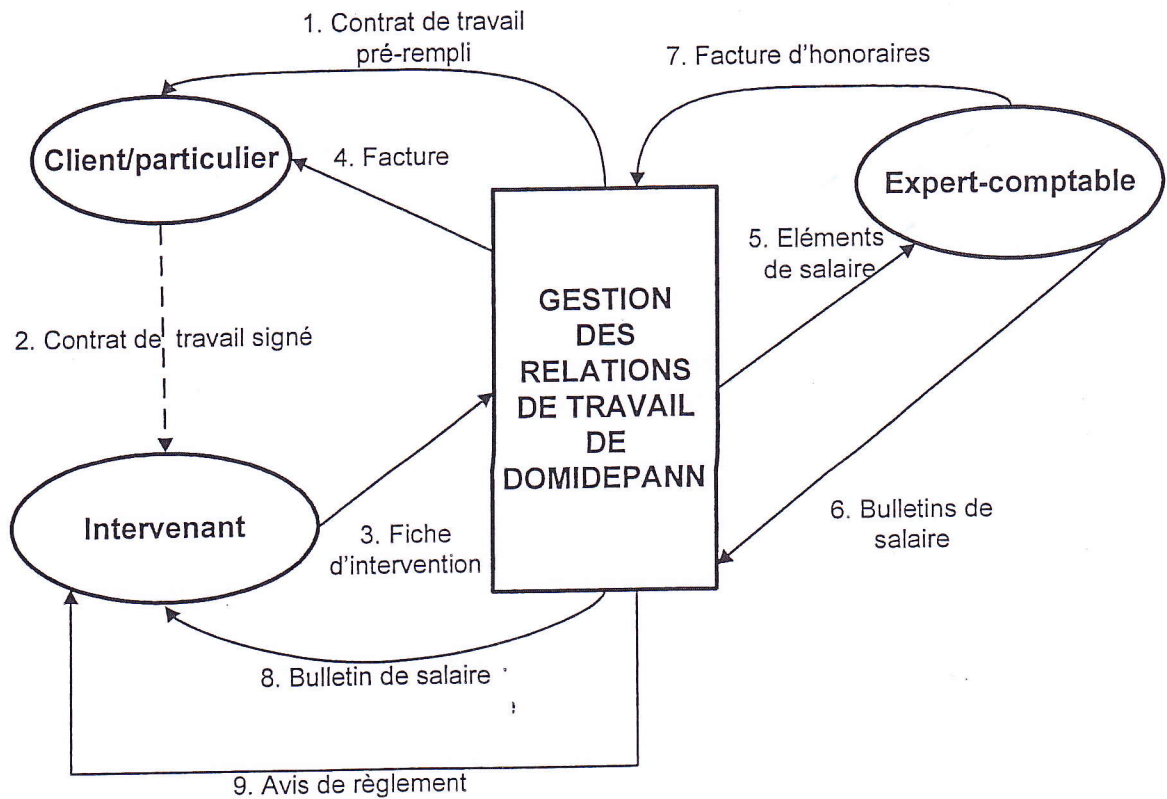 1. Contrat de travail
pré-rempli
7. Facture d'honoraires
Client/particulier
4. Facture
Expert-comptable
5. Eléments
de salaire
GESTION
DES
RELATIONS
DE TRAVAIL
DE
DOMIDEPANN
2. Contrat de travail signé
6. Bulletins de
salaire
Intervenant
3. Fiche
d'intervention
8. Bulletin de salaire
9. Avis de règlement